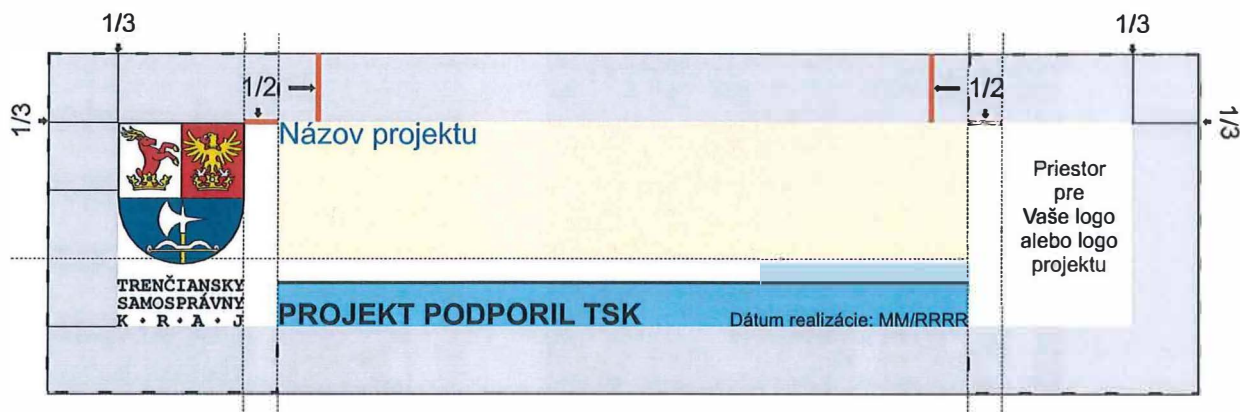 1/3
1/3
1/2
1/2
1/3
1/3
Názov projektu
Priestor
pre
Vaše logo
alebo logo
projektu
TRENČIANSKY
SAMOSPRÁVNY
K · R · A · J
PROJEKT PODPORIL TSK
Dátum realizácie: MM/RRRR